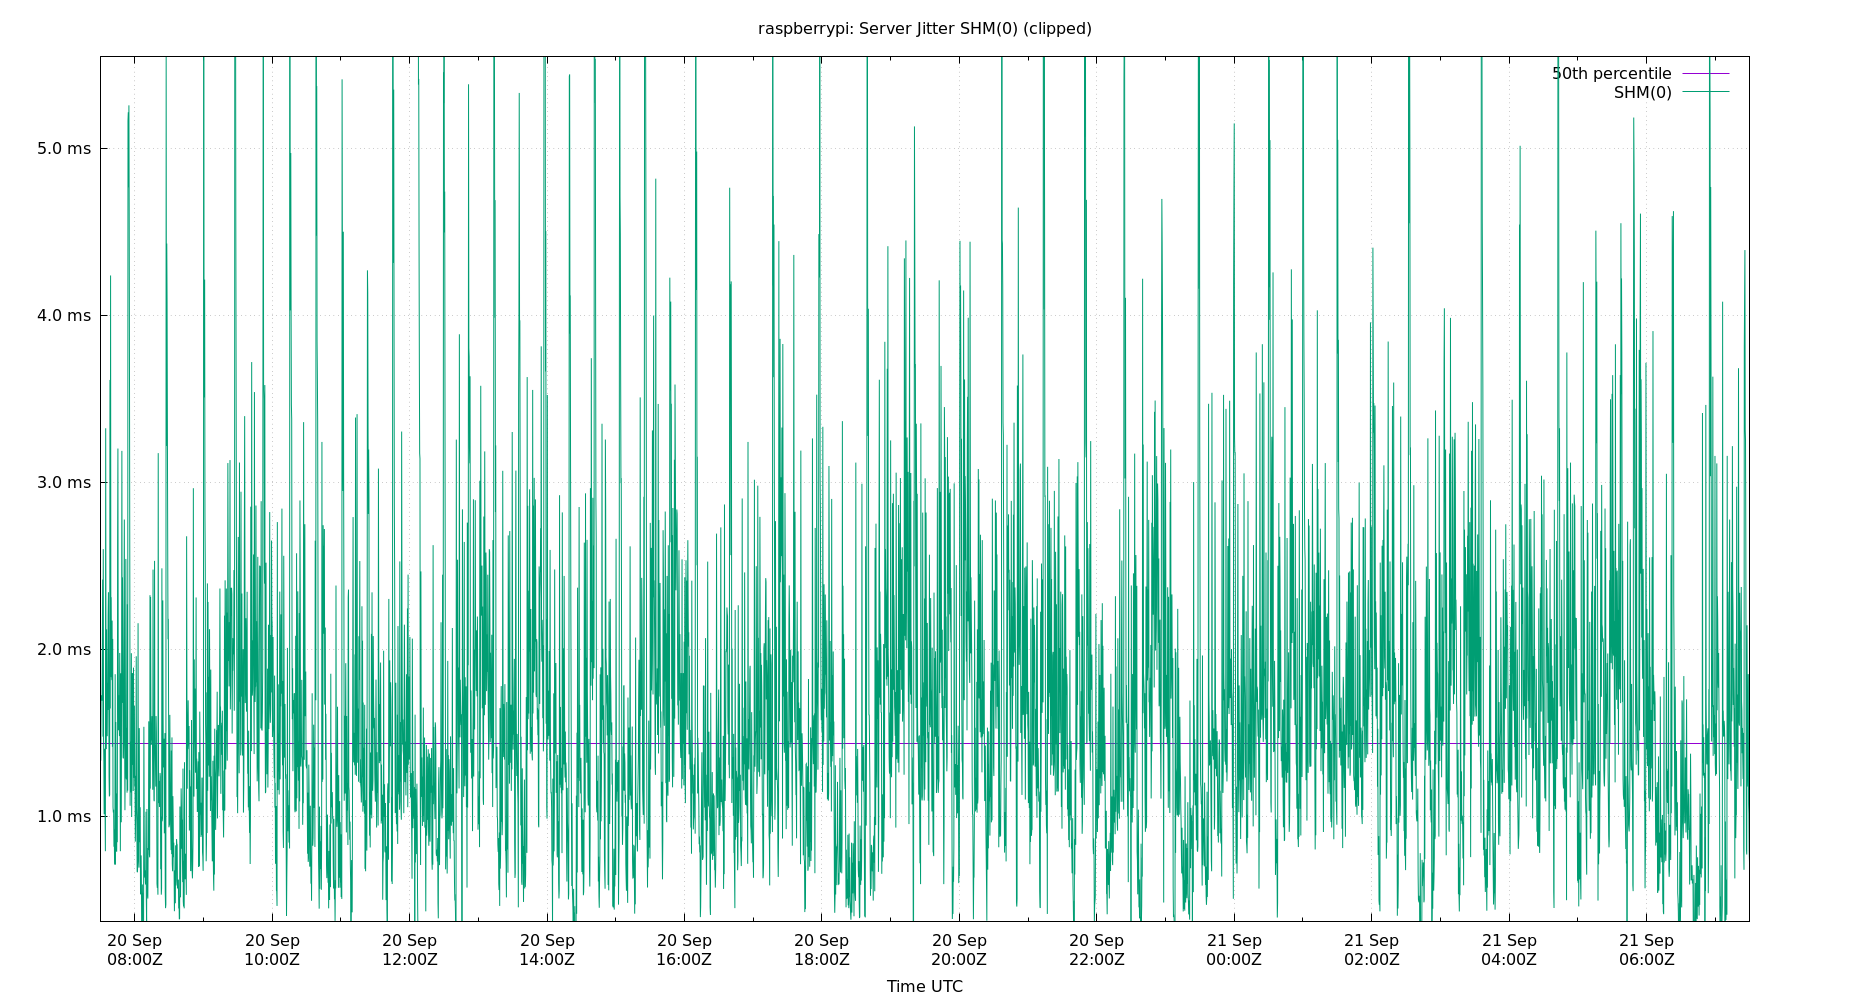 raspberrypi: Server Jitter SHM(0) (clipped)
50th percentile
SHM(0)
5.0 ms
4.0 ms
3.0 ms
2.0 ms
1.0 ms
20 Sep 20 Sep 20 Sep 20 Sep 20 Sep 20 Sep 20 Sep 20 Sep 21 Sep 21 Sep 21 Sep 21 Sep
08:00Z 10:00Z 12:00Z 14:00Z 16:00Z 18:00Z 20:00Z 22:00Z 00:00Z 02:00Z 04:00Z 06:00Z
Time UTC